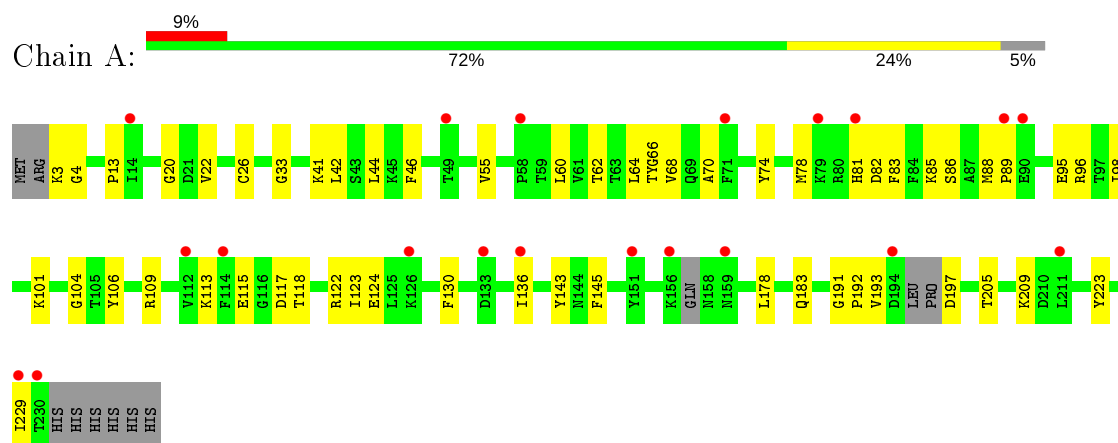 9%
Chain A:
72% 24% 5%
MET ARG K3 G4 P13 I14 G20 D21 V22 C26 G33 K41 L42 S43 L44 K45 F46 T49 V55 P58 T59 L60 V61 T62 T63 L64 TY666 V68 Q69 A70 F71 Y74 M78 K79 R80 H81 D82 F83 F84 K85 S86 A87 M88 P89 E90 E95 R96 T97 I98
K101 G104 T105 Y106 R109 V112 K113 F114 E115 G116 D117 T118 R122 I123 E124 L125 K126 F130 D133 I136 Y143 N144 F145 Y151 K156 GLN N158 N159 L178 Q183 G191 P192 V193 D194 LEU PRO D197 T205 K209 D210 L211 Y223
I229 T230 HIS HIS HIS HIS HIS HIS